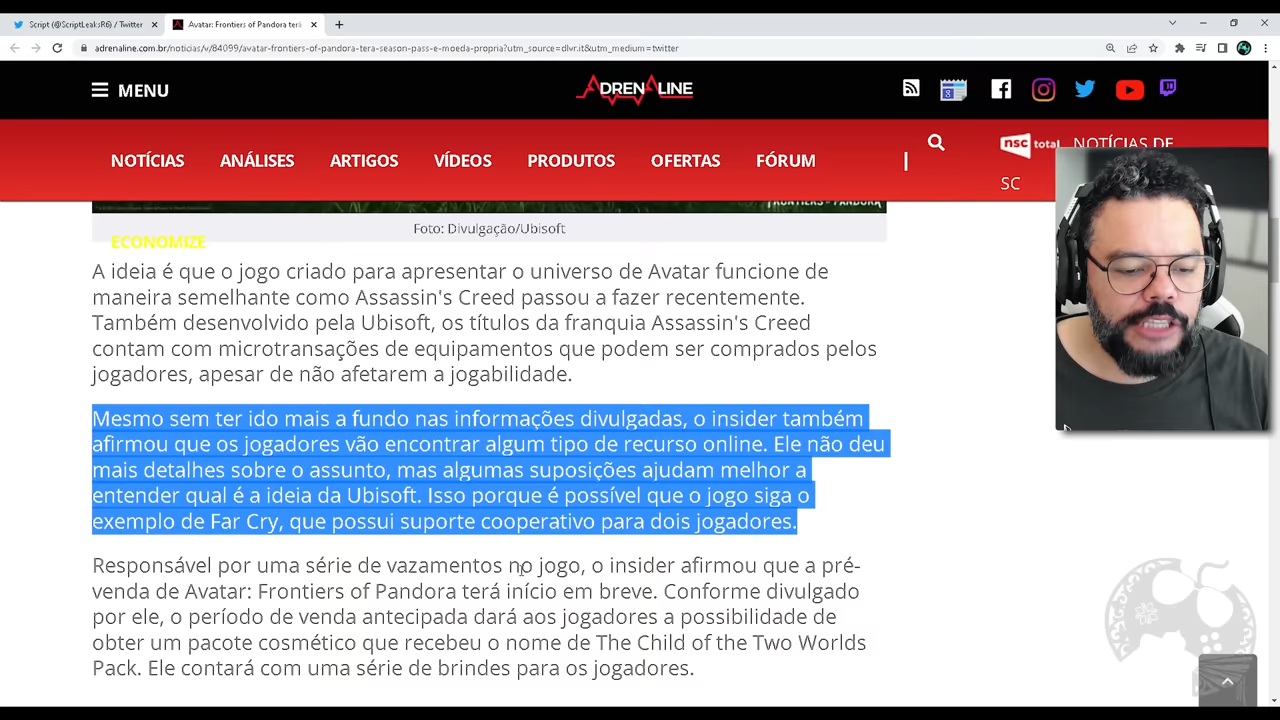 Script (@ScriptLeaksR6) / Twitter
Avatar: Frontiers of Pandora terá
adrenaline.com.br/noticias/v/84099/avatar-frontiers-of-pandora-tera-season-pass-e-moeda-propria?utm_source=dlvr.it&utm_medium=twitter
MENU
ADRENALINE
NOTÍCIAS
ANÁLISES
ARTIGOS
VÍDEOS
PRODUTOS
OFERTAS
FÓRUM
|
nsc total
NOTÍCIAS DE
SC
FRONTIERS OF PANDORA
Foto: Divulgação/Ubisoft
ECONOMIZE
A ideia é que o jogo criado para apresentar o universo de Avatar funcione de
maneira semelhante como Assassin's Creed passou a fazer recentemente.
Também desenvolvido pela Ubisoft, os títulos da franquia Assassin's Creed
contam com microtransações de equipamentos que podem ser comprados pelos
jogadores, apesar de não afetarem a jogabilidade.
Mesmo sem ter ido mais a fundo nas informações divulgadas, o insider também
afirmou que os jogadores vão encontrar algum tipo de recurso online. Ele não deu
mais detalhes sobre o assunto, mas algumas suposições ajudam melhor a
entender qual é a ideia da Ubisoft. Isso porque é possível que o jogo siga o
exemplo de Far Cry, que possui suporte cooperativo para dois jogadores.
Responsável por uma série de vazamentos no jogo, o insider afirmou que a pré-
venda de Avatar: Frontiers of Pandora terá início em breve. Conforme divulgado
por ele, o período de venda antecipada dará aos jogadores a possibilidade de
obter um pacote cosmético que recebeu o nome de The Child of the Two Worlds
Pack. Ele contará com uma série de brindes para os jogadores.